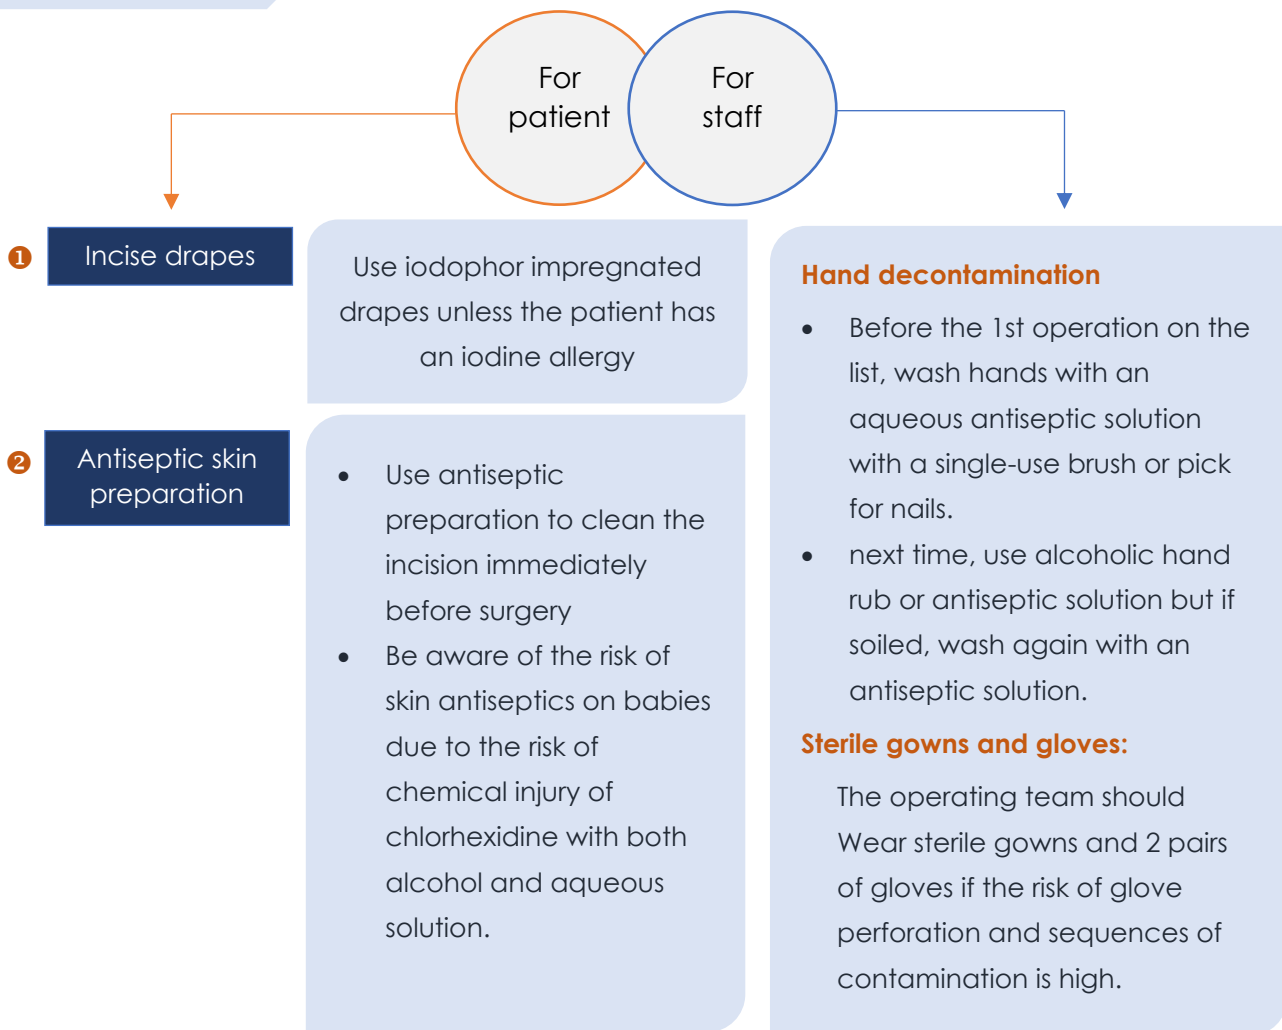 For
patient
For
staff
❶
Incise drapes
Use iodophor impregnated
drapes unless the patient has
an iodine allergy
❷
Antiseptic skin
preparation
• Use antiseptic
preparation to clean the
incision immediately
before surgery
• Be aware of the risk of
skin antiseptics on babies
due to the risk of
chemical injury of
chlorhexidine with both
alcohol and aqueous
solution.
Hand decontamination
• Before the 1st operation on the
list, wash hands with an
aqueous antiseptic solution
with a single-use brush or pick
for nails.
• next time, use alcoholic hand
rub or antiseptic solution but if
soiled, wash again with an
antiseptic solution.
Sterile gowns and gloves:
The operating team should
Wear sterile gowns and 2 pairs
of gloves if the risk of glove
perforation and sequences of
contamination is high.